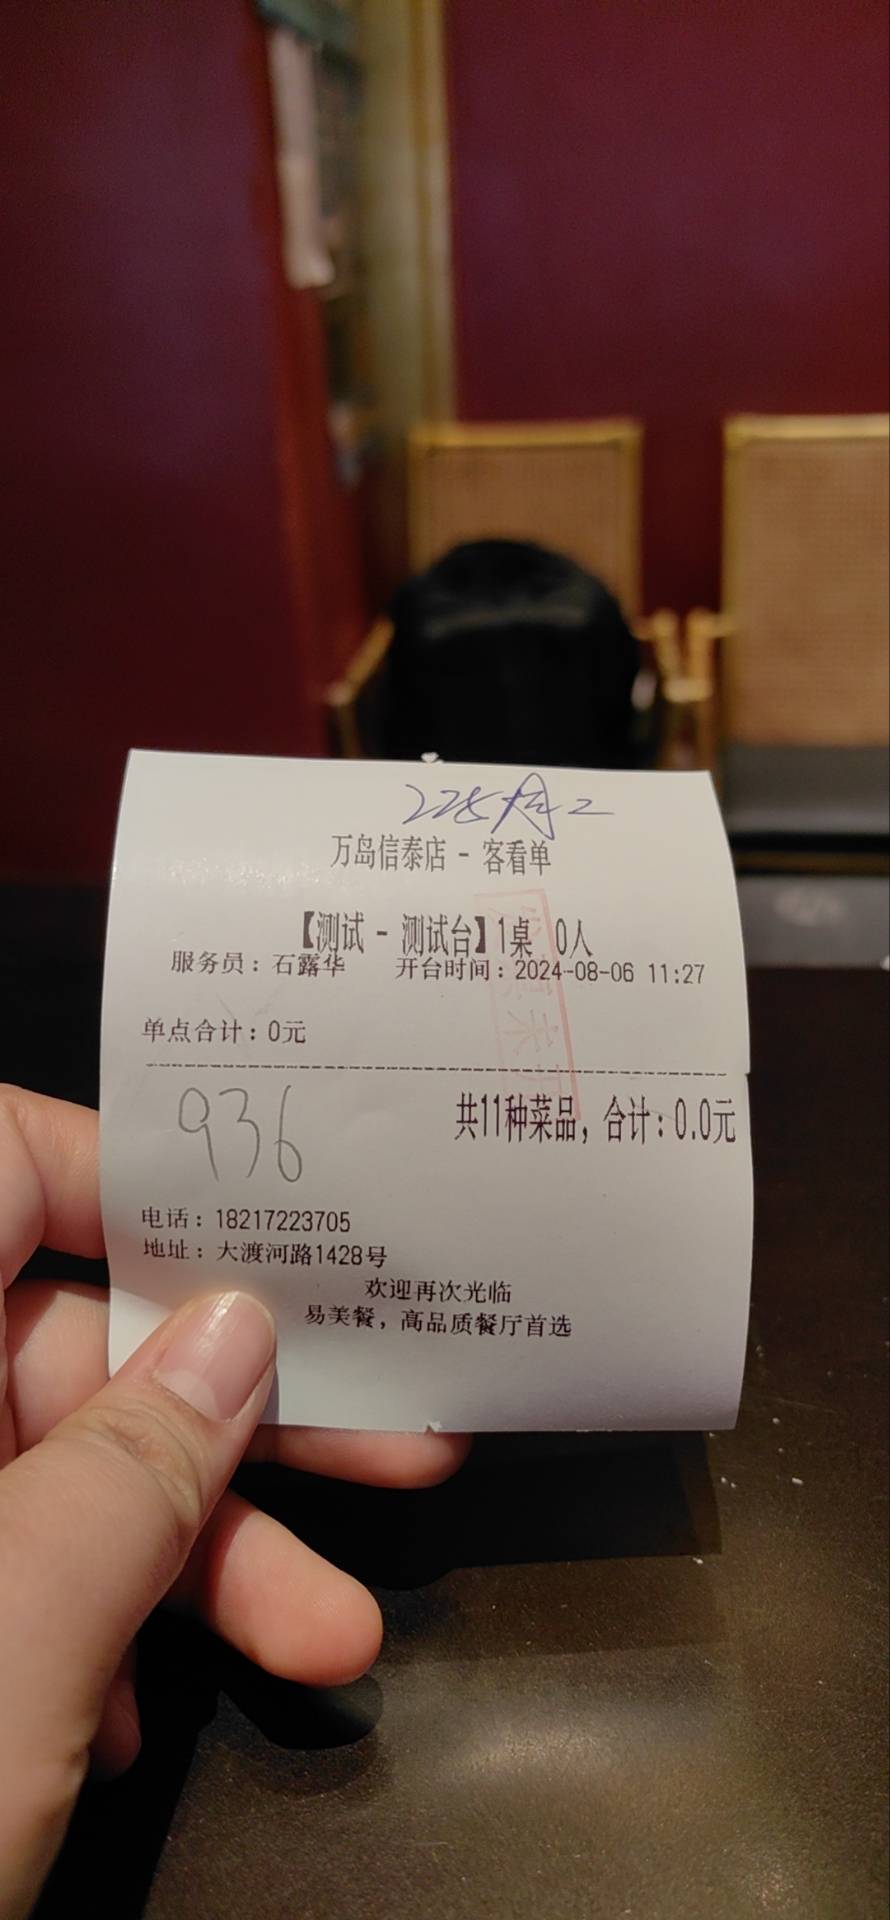 万岛信泰店 - 客看单
【测试 - 测试台】1桌 0人
服务员：石露华 开台时间：2024-08-06 11:27
单点合计：0元
共11种菜品，合计：0.0元
936
电话：18217223705
地址：大渡河路1428号
欢迎再次光临
易美餐，高品质餐厅首选